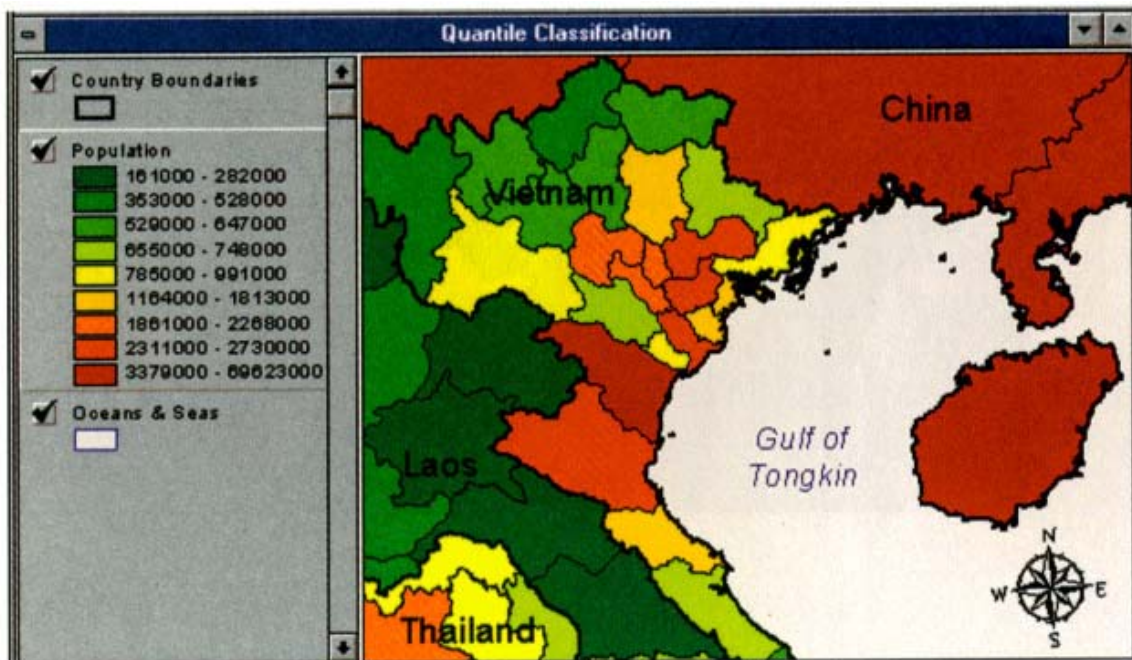 Quantile Classification
Country Boundaries
Population
161000 - 282000
353000 - 528000
529000 - 647000
655000 - 748000
785000 - 991000
1164000 - 1813000
1861000 - 2268000
2311000 - 2730000
3379000 - 69623000
Oceans & Seas
China
Vietnam
Gulf of
Tongkin
Laos
Thailand
N
W E
S